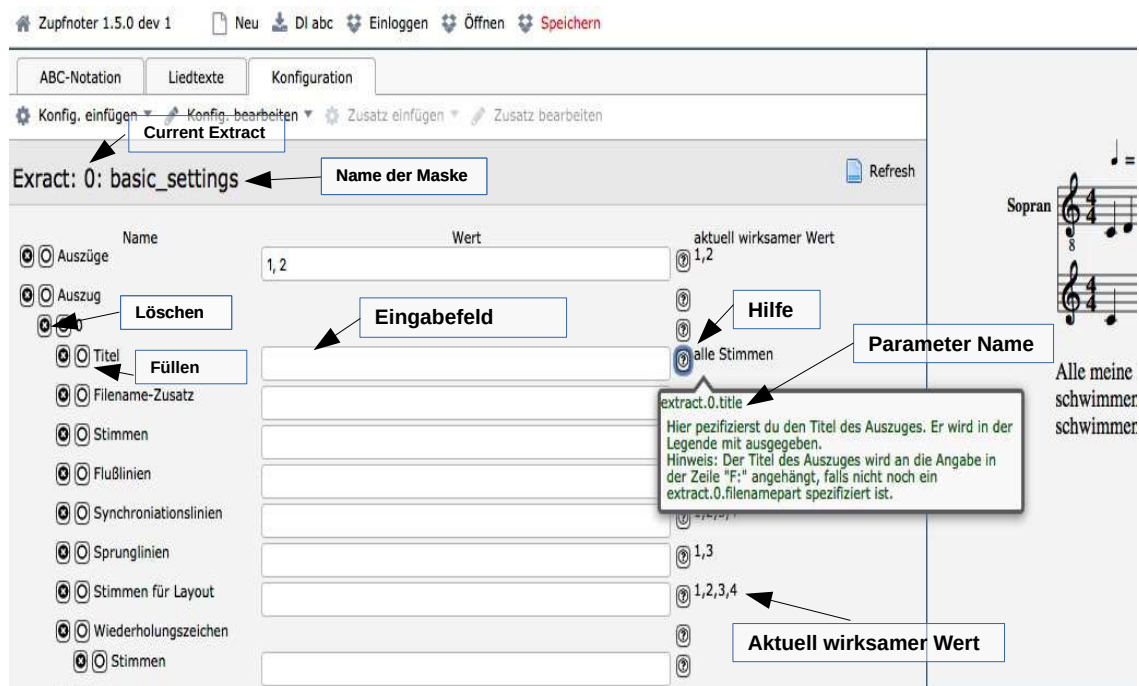 Zupfnoter 1.5.0 dev 1 Neu Dl abc Einloggen Öffnen Speichern
ABC-Notation Liedtexte Konfiguration
Konfig. einfügen Konfig. bearbeiten Zusatz einfügen Zusatz bearbeiten
Current Extract
Exract: 0: basic_settings
Name der Maske
Refresh
Sopran
8
Name Wert aktuell wirksamer Wert
Auszüge 1, 2 1,2
Auszug
Löschen
Eingabefeld
Hilfe
0
Titel alle Stimmen
Parameter Name
Füllen
Filename-Zusatz
extract.0.title
Hier pezifizierst du den Titel des Auszuges. Er wird in der
Legende mit ausgegeben.
Hinweis: Der Titel des Auszuges wird an die Angabe in
der Zeile "F:" angehängt, falls nicht noch ein
extract.0.filenamepart spezifiziert ist.
Alle meine
schwimmen
schwimmen
Stimmen
Flußlinien
Synchroniationslinien
Sprunglinien 1,3
Stimmen für Layout 1,2,3,4
Wiederholungszeichen
Aktuell wirksamer Wert
Stimmen